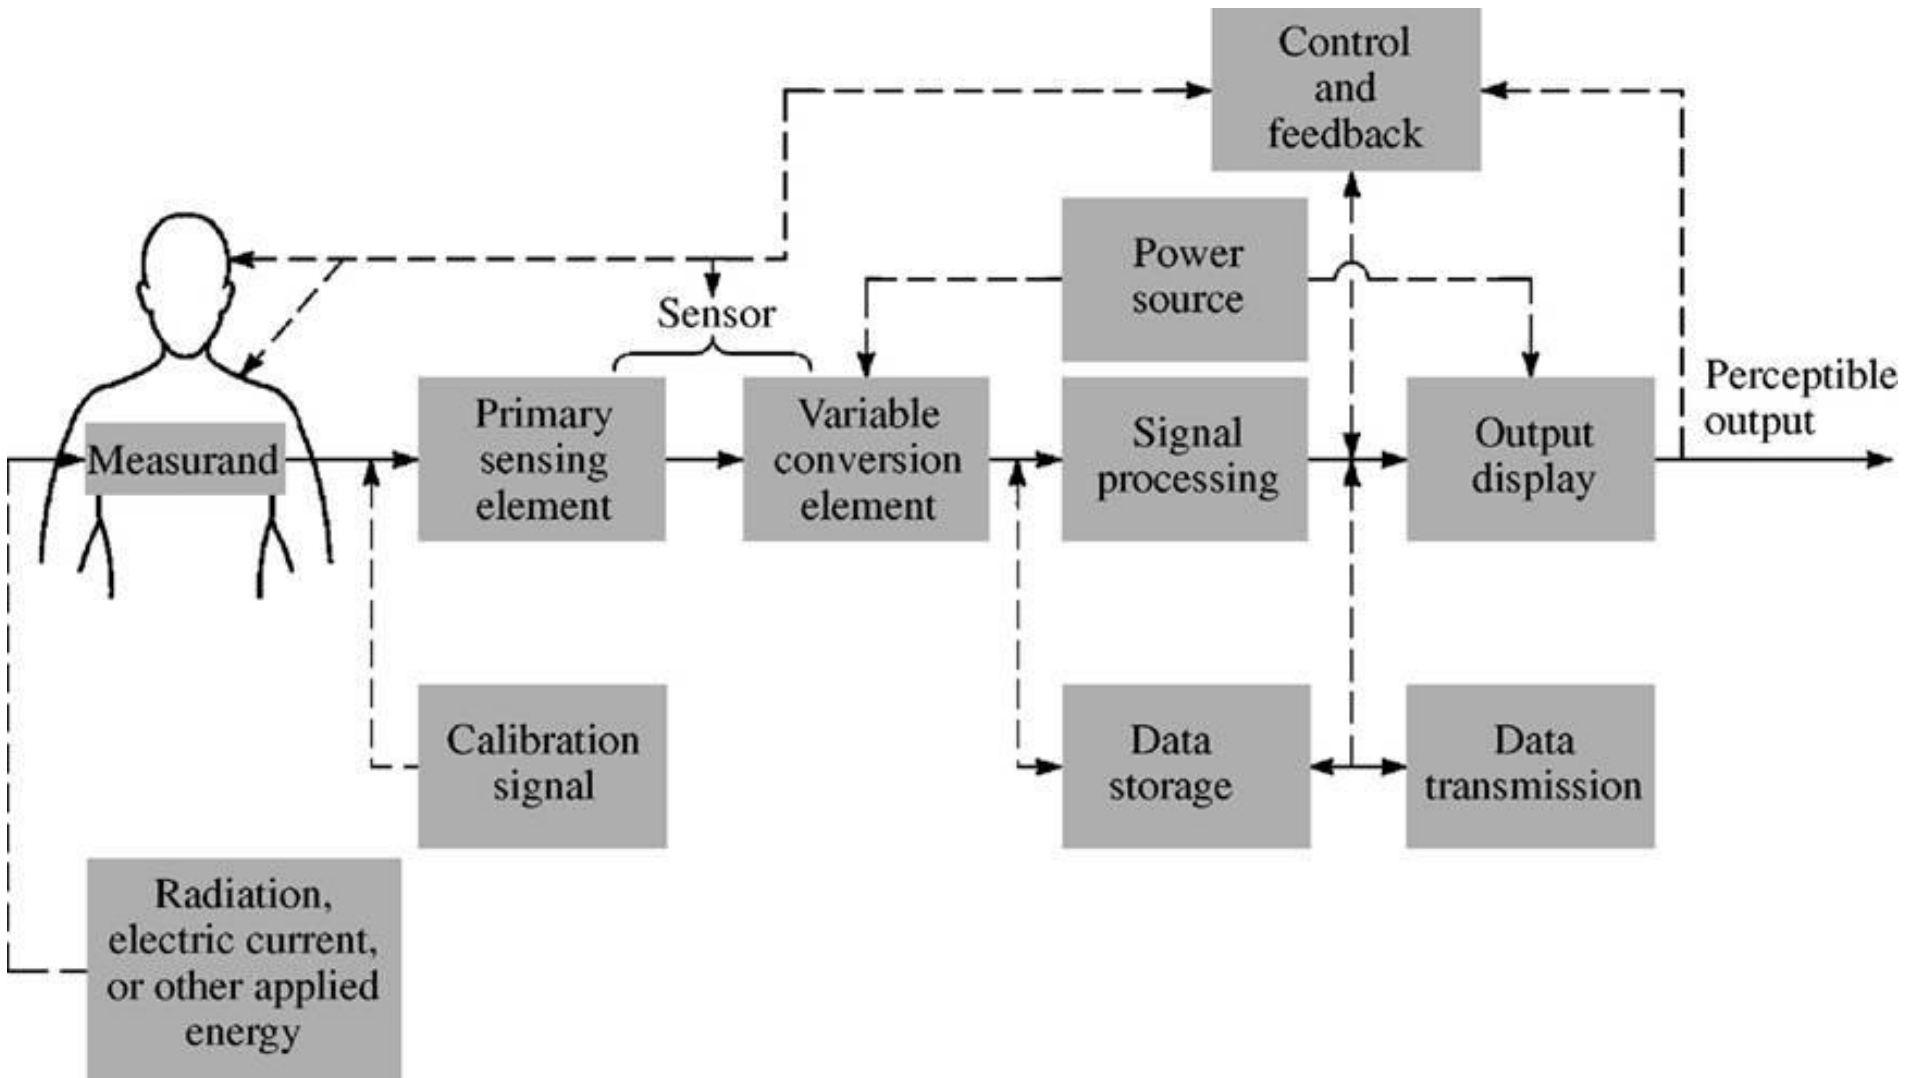 Control
and
feedback
Power
source
Sensor
Perceptible
output
Measurand
Primary
sensing
element
Variable
conversion
element
Signal
processing
Output
display
Calibration
signal
Data
storage
Data
transmission
Radiation,
electric current,
or other applied
energy